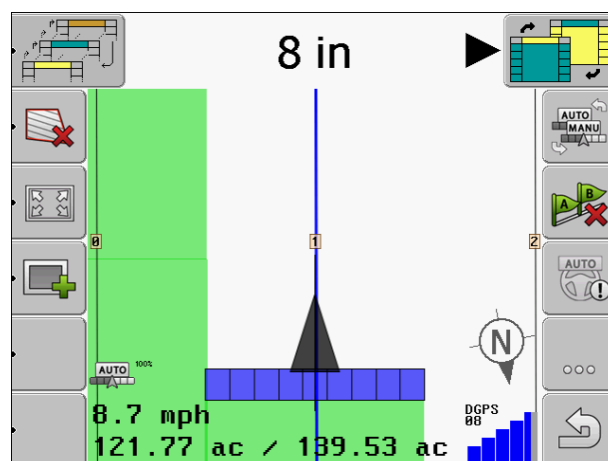 8 in
AUTO
MANU
A B
0
1
2
AUTO
N
AUTO 100%
8.7 mph
DGPS
08
121.77 ac / 139.53 ac